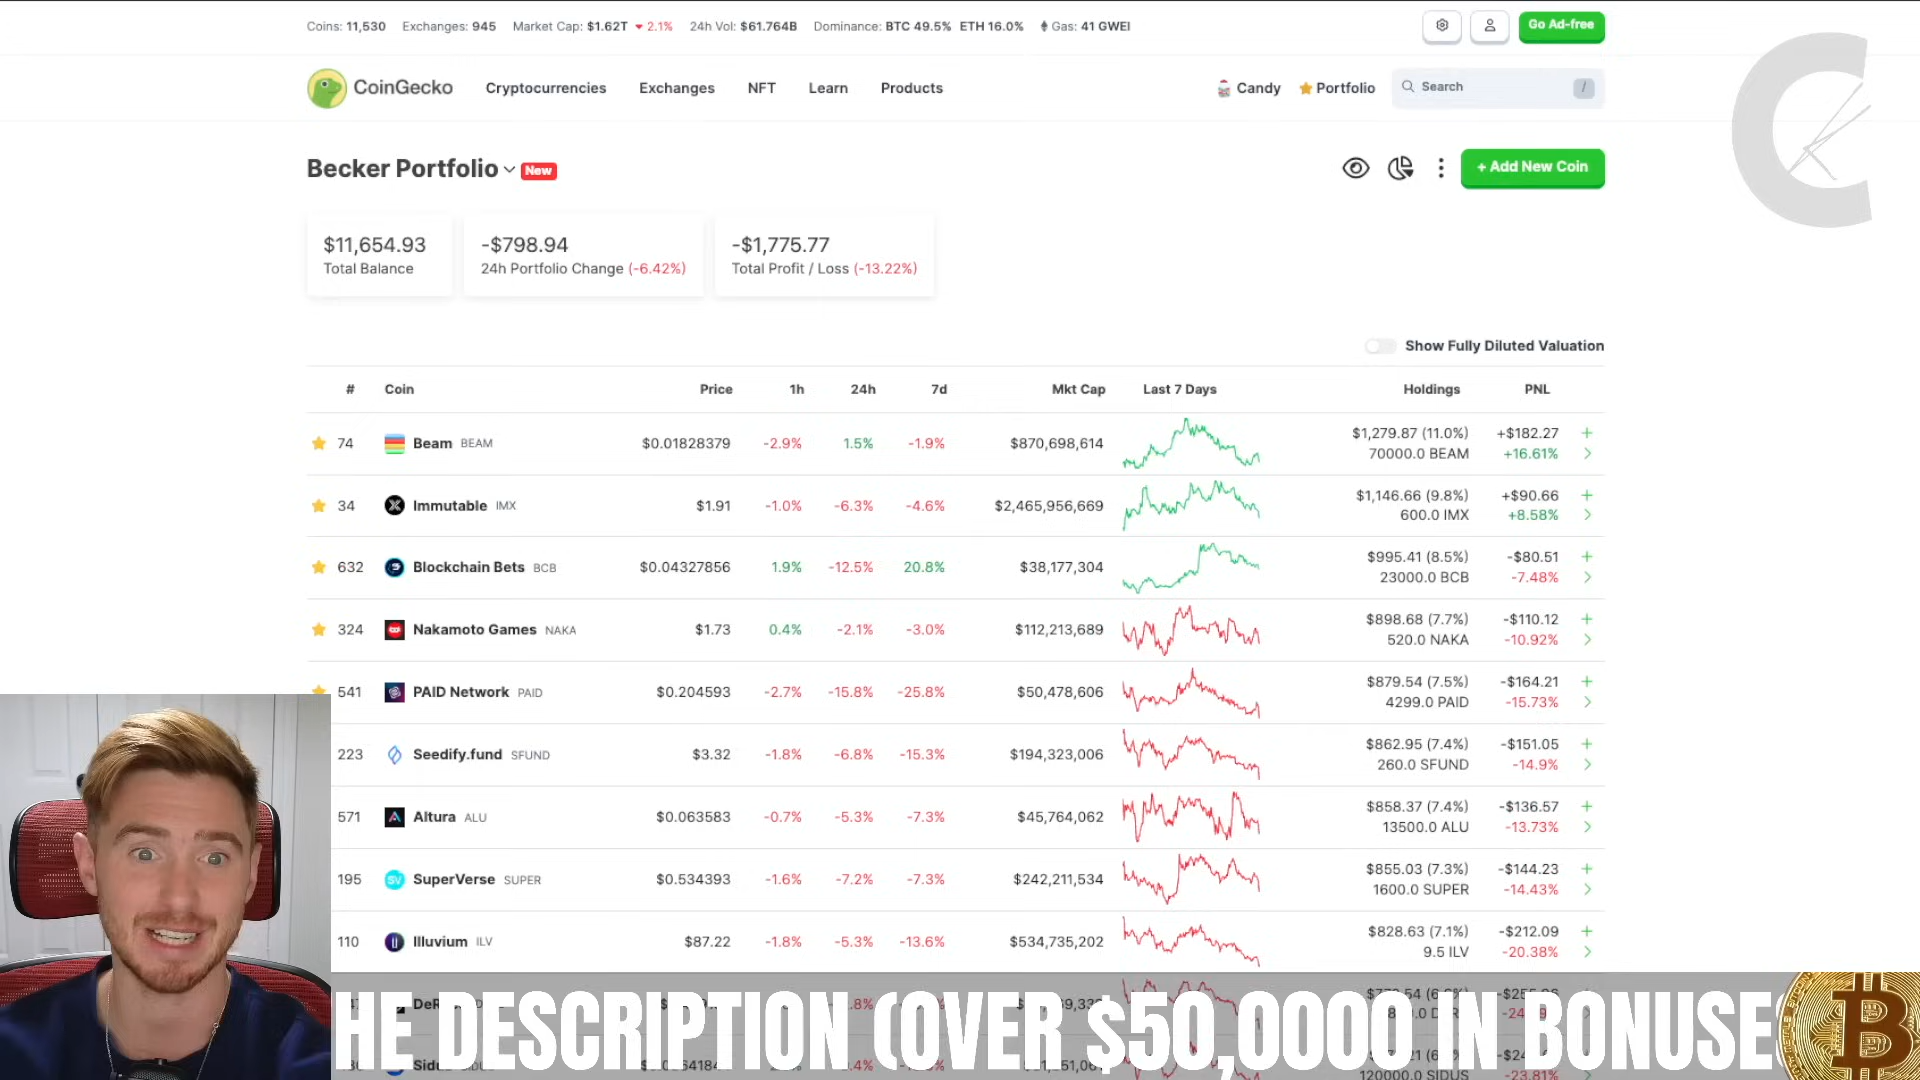 Coins: 11,530 Exchanges: 945 Market Cap: $1.62T 2.1% 24h Vol: $61.764B Dominance: BTC 49.5% ETH 16.0% Gas: 41 GWEI
Go Ad-free
CoinGecko Cryptocurrencies Exchanges NFT Learn Products Candy Portfolio Search /
Becker Portfolio New + Add New Coin
$11,654.93 -$798.94 -$1,775.77
Total Balance 24h Portfolio Change (-6.42%) Total Profit / Loss (-13.22%)
Show Fully Diluted Valuation
# Coin Price 1h 24h 7d Mkt Cap Last 7 Days Holdings PNL
74 Beam BEAM $0.01828379 -2.9% 1.5% -1.9% $870,698,614 $1,279.87 (11.0%) +$182.27
70000.0 BEAM +16.61%
34 Immutable IMX $1.91 -1.0% -6.3% -4.6% $2,465,956,669 $1,146.66 (9.8%) +$90.66
600.0 IMX +8.58%
632 Blockchain Bets BCB $0.04327856 1.9% -12.5% 20.8% $38,177,304 $995.41 (8.5%) -$80.51
23000.0 BCB -7.48%
324 Nakamoto Games NAKA $1.73 0.4% -2.1% -3.0% $112,213,689 $898.68 (7.7%) -$110.12
520.0 NAKA -10.92%
541 PAID Network PAID $0.204593 -2.7% -15.8% -25.8% $50,478,606 $879.54 (7.5%) -$164.21
4299.0 PAID -15.73%
223 Seedify.fund SFUND $3.32 -1.8% -6.8% -15.3% $194,323,006 $862.95 (7.4%) -$151.05
260.0 SFUND -14.9%
571 Altura ALU $0.063583 -0.7% -5.3% -7.3% $45,764,062 $858.37 (7.4%) -$136.57
13500.0 ALU -13.73%
195 SuperVerse SUPER $0.534393 -1.6% -7.2% -7.3% $242,211,534 $855.03 (7.3%) -$144.23
1600.0 SUPER -14.43%
110 Illuvium ILV $87.22 -1.8% -5.3% -13.6% $534,735,202 $828.63 (7.1%) -$212.09
9.5 ILV -20.38%
HE DESCRIPTION (OVER $50,0000 IN BONUSE
120000.0 SIDUS -23.81%